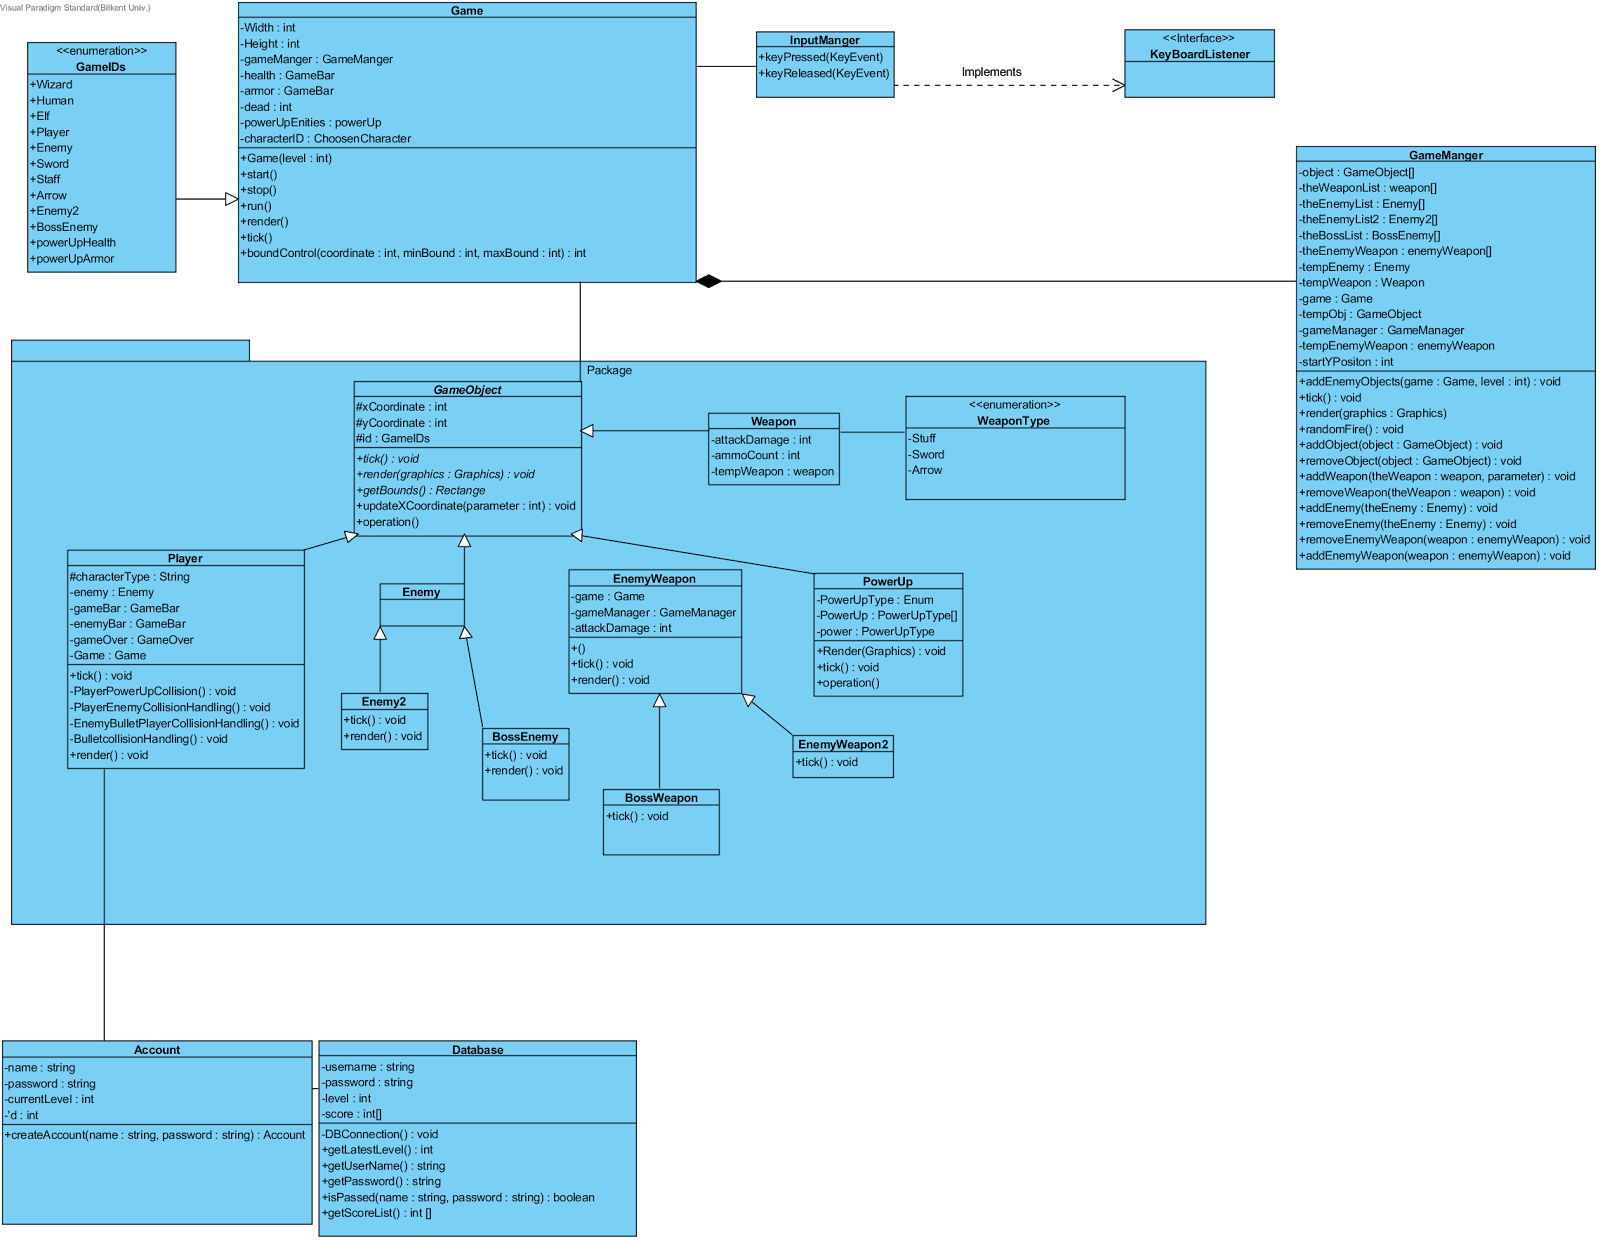 Visual Paradigm Standard(Bilkent Univ.)
<<enumeration>>
GameIDs
+Wizard
+Human
+Elf
+Player
+Enemy
+Sword
+Staff
+Arrow
+Enemy2
+BossEnemy
+powerUpHealth
+powerUpArmor
Game
-Width : int
-Height : int
-gameManger : GameManger
-health : GameBar
-armor : GameBar
-dead : int
-powerUpEnities : powerUp
-characterID : ChoosenCharacter
+Game(level : int)
+start()
+stop()
+run()
+render()
+tick()
+boundControl(coordinate : int, minBound : int, maxBound : int) : int
InputManger
+keyPressed(KeyEvent)
+keyReleased(KeyEvent)
Implements
<<Interface>>
KeyBoardListener
GameManger
-object : GameObject[]
-theWeaponList : weapon[]
-theEnemyList : Enemy[]
-theEnemyList2 : Enemy2[]
-theBossList : BossEnemy[]
-theEnemyWeapon : enemyWeapon[]
-tempEnemy : Enemy
-tempWeapon : Weapon
-game : Game
-tempObj : GameObject
-gameManager : GameManager
-tempEnemyWeapon : enemyWeapon
-startYPositon : int
+addEnemyObjects(game : Game, level : int) : void
+tick() : void
+render(graphics : Graphics)
+randomFire() : void
+addObject(object : GameObject) : void
+removeObject(object : GameObject) : void
+addWeapon(theWeapon : weapon, parameter) : void
+removeWeapon(theWeapon : weapon) : void
+addEnemy(theEnemy : Enemy) : void
+removeEnemy(theEnemy : Enemy) : void
+removeEnemyWeapon(weapon : enemyWeapon) : void
+addEnemyWeapon(weapon : enemyWeapon) : void
Package
GameObject
#xCoordinate : int
#yCoordinate : int
#id : GameIDs
+tick() : void
+render(graphics : Graphics) : void
+getBounds() : Rectange
+updateXCoordinate(parameter : int) : void
+operation()
Weapon
-attackDamage : int
-ammoCount : int
-tempWeapon : weapon
<<enumeration>>
WeaponType
-Stuff
-Sword
-Arrow
Player
#characterType : String
-enemy : Enemy
-gameBar : GameBar
-enemyBar : GameBar
-gameOver : GameOver
-Game : Game
+tick() : void
-PlayerPowerUpCollision() : void
-PlayerEnemyCollisionHandling() : void
-EnemyBulletPlayerCollisionHandling() : void
-BulletcollisionHandling() : void
+render() : void
Enemy
EnemyWeapon
-game : Game
-gameManager : GameManager
-attackDamage : int
+()
+tick() : void
+render() : void
PowerUp
-PowerUpType : Enum
-PowerUp : PowerUpType[]
-power : PowerUpType
+Render(Graphics) : void
+tick() : void
+operation()
Enemy2
+tick() : void
+render() : void
BossEnemy
+tick() : void
+render() : void
EnemyWeapon2
+tick() : void
BossWeapon
+tick() : void
Account
-name : string
-password : string
-currentLevel : int
-'d : int
+createAccount(name : string, password : string) : Account
Database
-username : string
-password : string
-level : int
-score : int[]
-DBConnection() : void
+getLatestLevel() : int
+getUserName() : string
+getPassword() : string
+isPassed(name : string, password : string) : boolean
+getScoreList() : int []